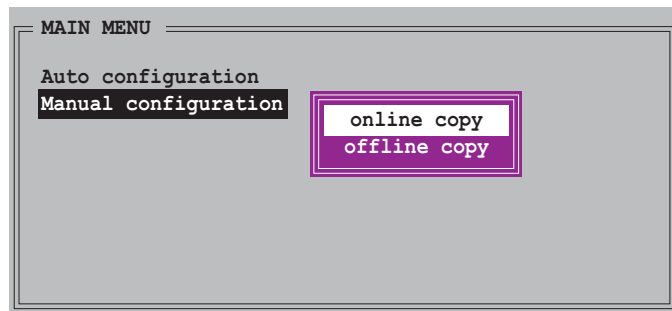 MAIN MENU
Auto configuration
Manual configuration
online copy
offline copy